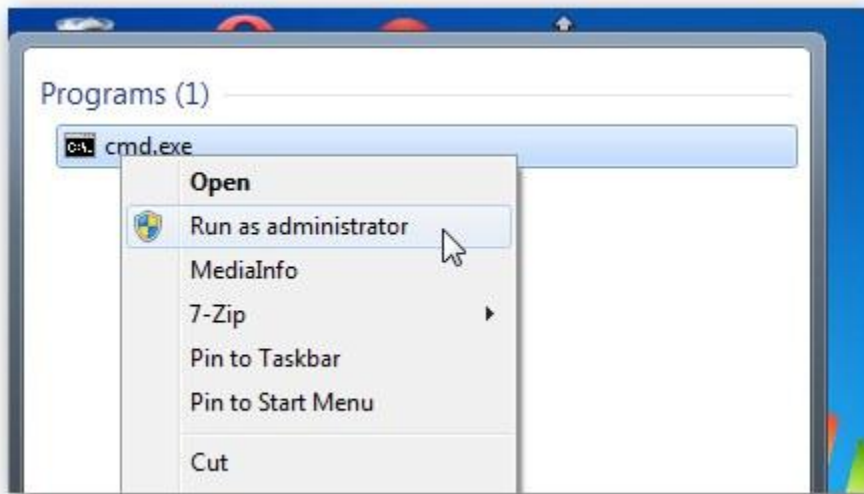 Programs (1)
C:\.
cmd.exe
Open
Run as administrator
MediaInfo
7-Zip
Pin to Taskbar
Pin to Start Menu
Cut